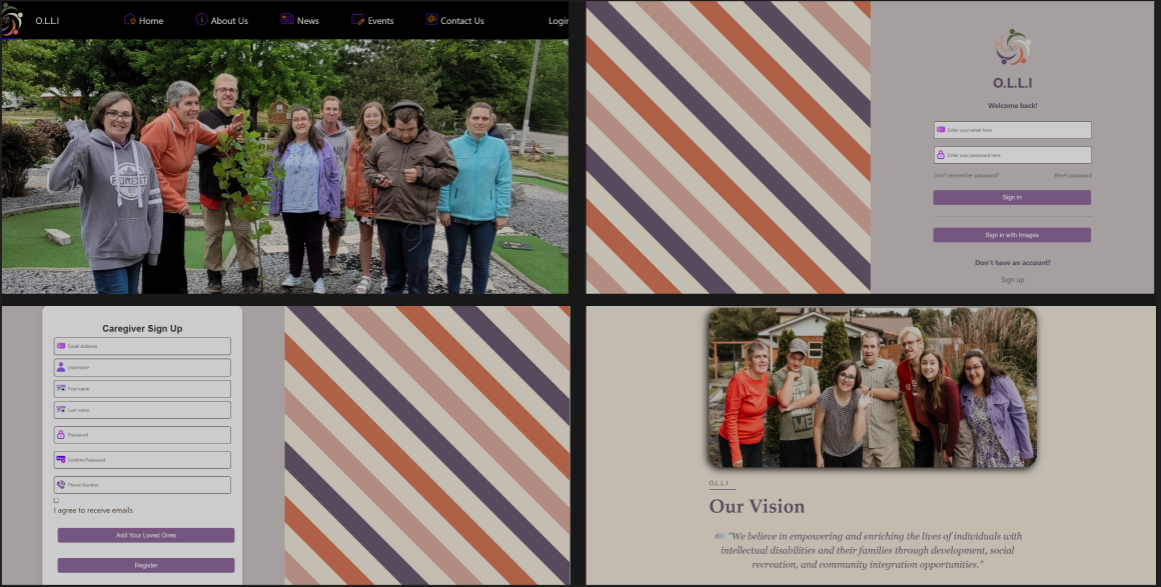 O.L.L.I
Home
About Us
News
Events
Contact Us
Login
FOREST
O.L.L.I
Welcome back!
Enter your email here
Enter your password here
Don't remember password?
Reset password
Sign in
Sign in with Images
Don't have an account?
Sign up
Caregiver Sign Up
Email Address
Username
First name
Last name
Password
Confirm Password
Phone Number
I agree to receive emails
Add Your Loved Ones
Register
O.L.L.I
Our Vision
"We believe in empowering and enriching the lives of individuals with
intellectual disabilities and their families through development, social
recreation, and community integration opportunities."